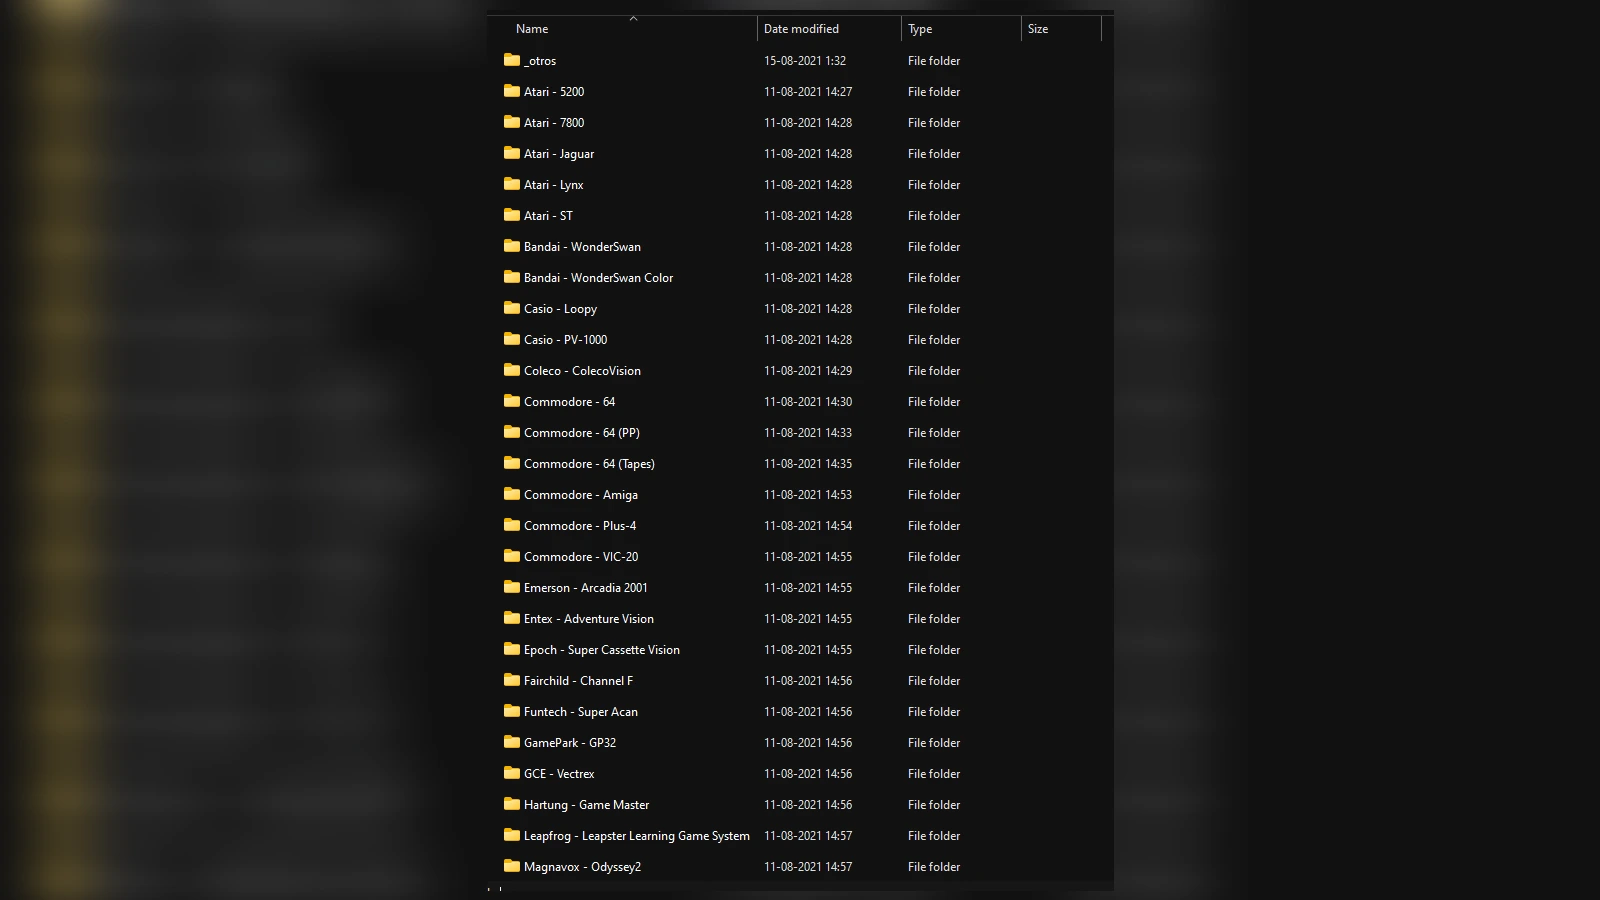 Name Date modified Type Size
_otros 15-08-2021 1:32 File folder
Atari - 5200 11-08-2021 14:27 File folder
Atari - 7800 11-08-2021 14:28 File folder
Atari - Jaguar 11-08-2021 14:28 File folder
Atari - Lynx 11-08-2021 14:28 File folder
Atari - ST 11-08-2021 14:28 File folder
Bandai - WonderSwan 11-08-2021 14:28 File folder
Bandai - WonderSwan Color 11-08-2021 14:28 File folder
Casio - Loopy 11-08-2021 14:28 File folder
Casio - PV-1000 11-08-2021 14:28 File folder
Coleco - ColecoVision 11-08-2021 14:29 File folder
Commodore - 64 11-08-2021 14:30 File folder
Commodore - 64 (PP) 11-08-2021 14:33 File folder
Commodore - 64 (Tapes) 11-08-2021 14:35 File folder
Commodore - Amiga 11-08-2021 14:53 File folder
Commodore - Plus-4 11-08-2021 14:54 File folder
Commodore - VIC-20 11-08-2021 14:55 File folder
Emerson - Arcadia 2001 11-08-2021 14:55 File folder
Entex - Adventure Vision 11-08-2021 14:55 File folder
Epoch - Super Cassette Vision 11-08-2021 14:55 File folder
Fairchild - Channel F 11-08-2021 14:56 File folder
Funtech - Super Acan 11-08-2021 14:56 File folder
GamePark - GP32 11-08-2021 14:56 File folder
GCE - Vectrex 11-08-2021 14:56 File folder
Hartung - Game Master 11-08-2021 14:56 File folder
Leapfrog - Leapster Learning Game System 11-08-2021 14:57 File folder
Magnavox - Odyssey2 11-08-2021 14:57 File folder